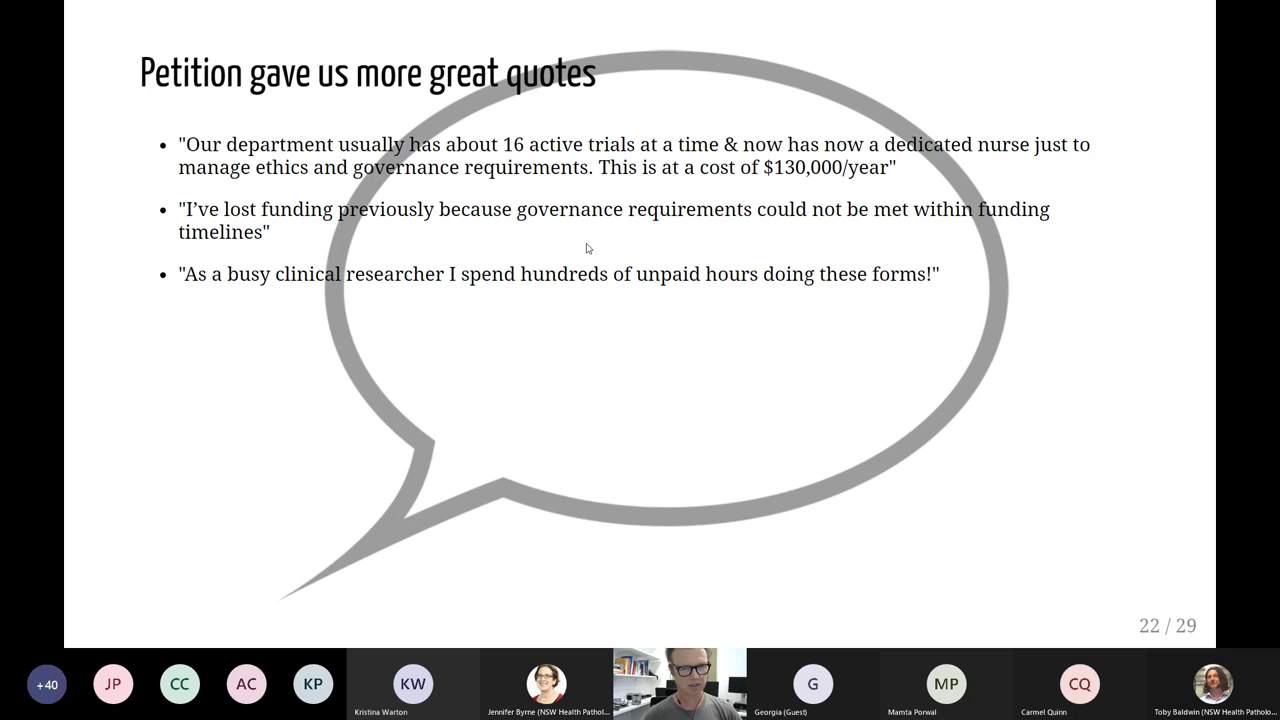 Petition gave us more great quotes
• "Our department usually has about 16 active trials at a time & now has now a dedicated nurse just to
manage ethics and governance requirements. This is at a cost of $130,000/year"
• "I've lost funding previously because governance requirements could not be met within funding
timelines"
• "As a busy clinical researcher I spend hundreds of unpaid hours doing these forms!"
22 / 29
+40
JP
CC
AC
KP
KW
G
MP
CQ
Kristina Warton
Jennifer Byrne (NSW Health Pathol...
Georgia (Guest)
Mamta Porwal
Carmel Quinn
Toby Baldwin (NSW Health Patholo...